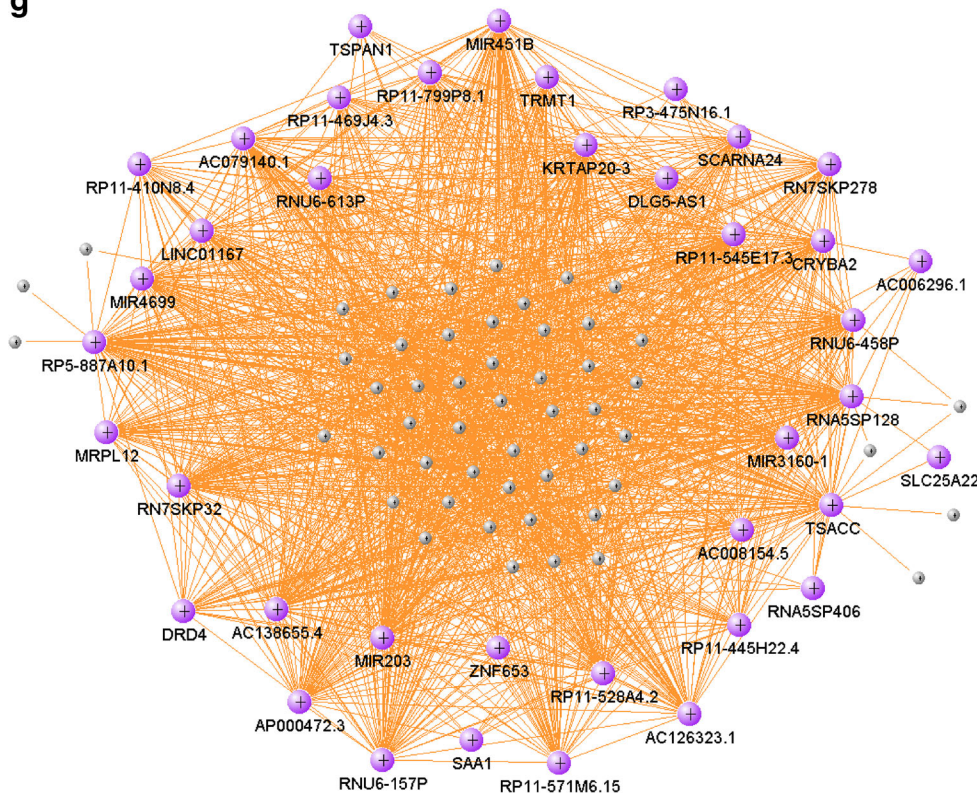 g
MIR451B
TSPAN1
RP11-799P8.1
TRMT1
RP3-475N16.1
RP11-469J4.3
AC079140.1
KRTAP20-3
SCARNA24
RP11-410N8.4
RNU6-613P
DLG5-AS1
RN7SKP278
LINC01167
RP11-545E17.3
CRYBA2
AC006296.1
MIR4699
RNU6-458P
RP5-887A10.1
RNA5SP128
MRPL12
MIR3160-1
SLC25A22
RN7SKP32
TSACC
AC008154.5
RNA5SP406
DRD4
AC138655.4
RP11-445H22.4
MIR203
ZNF653
RP11-528A4.2
AP000472.3
AC126323.1
SAA1
RNU6-157P
RP11-571M6.15